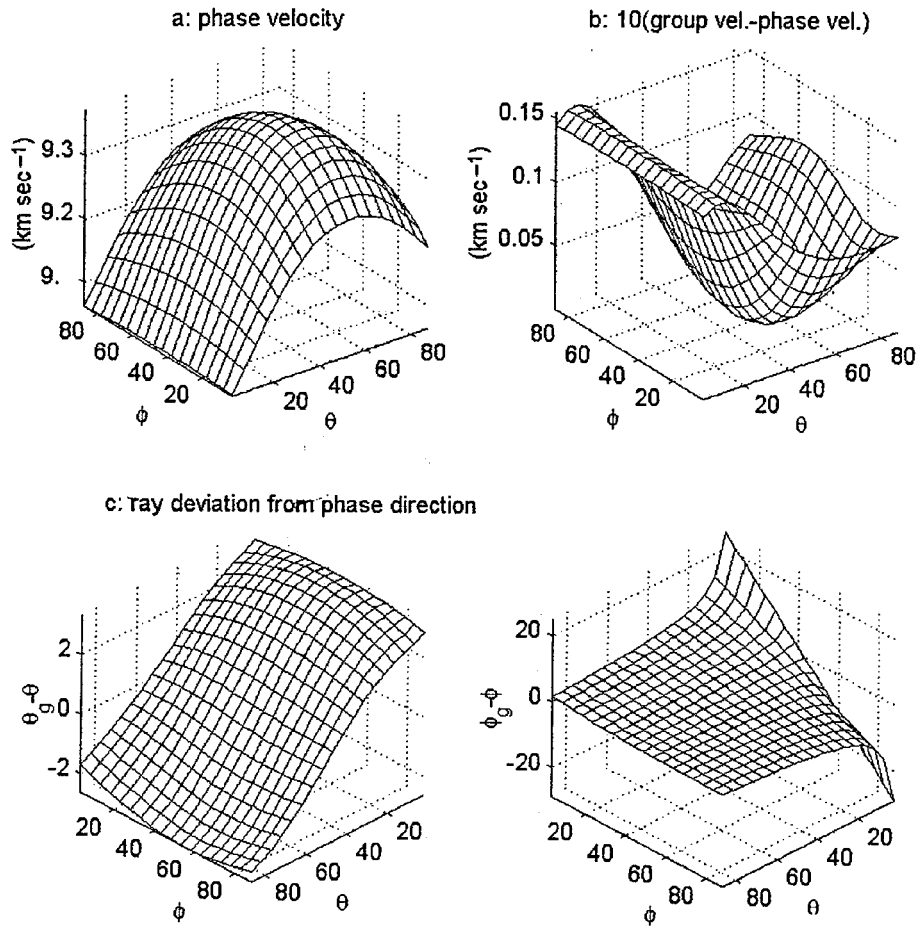 a: phase velocity
b: 10(group vel.-phase vel.)
(km sec−1)
9.3
9.2
9.
80
60
40
20
ϕ
20
40
60
80
θ
(km sec−1)
0.15
0.1
0.05
80
60
40
20
ϕ
20
40
60
80
θ
c: ray deviation from phase direction
θg-θ
2
0
-2
20
40
60
80
ϕ
80
60
40
20
θ
ϕg-ϕ
20
0
-20
20
40
60
80
ϕ
80
60
40
20
θ